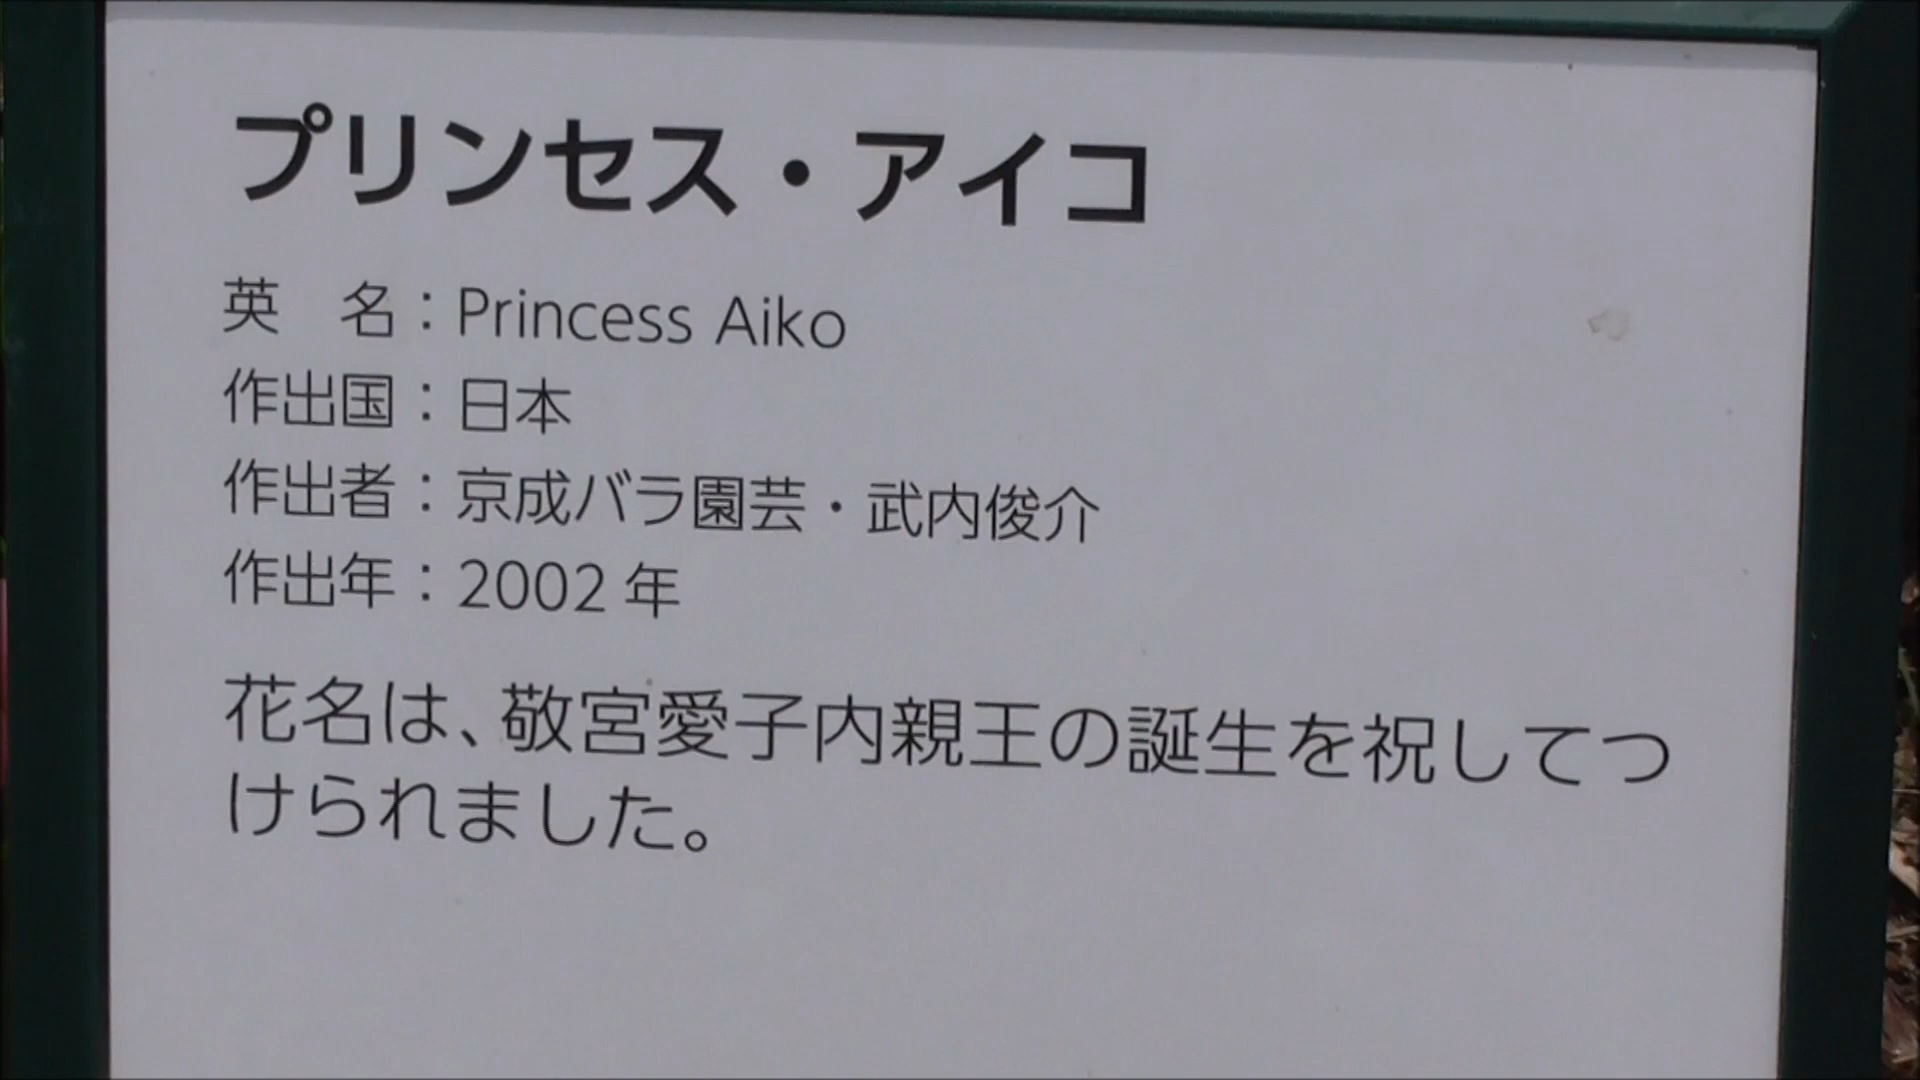 プリンセス・アイコ
英　名：Princess Aiko
作出国：日本
作出者：京成バラ園芸・武内俊介
作出年：2002 年
花名は、敬宮愛子内親王の誕生を祝してつ
けられました。